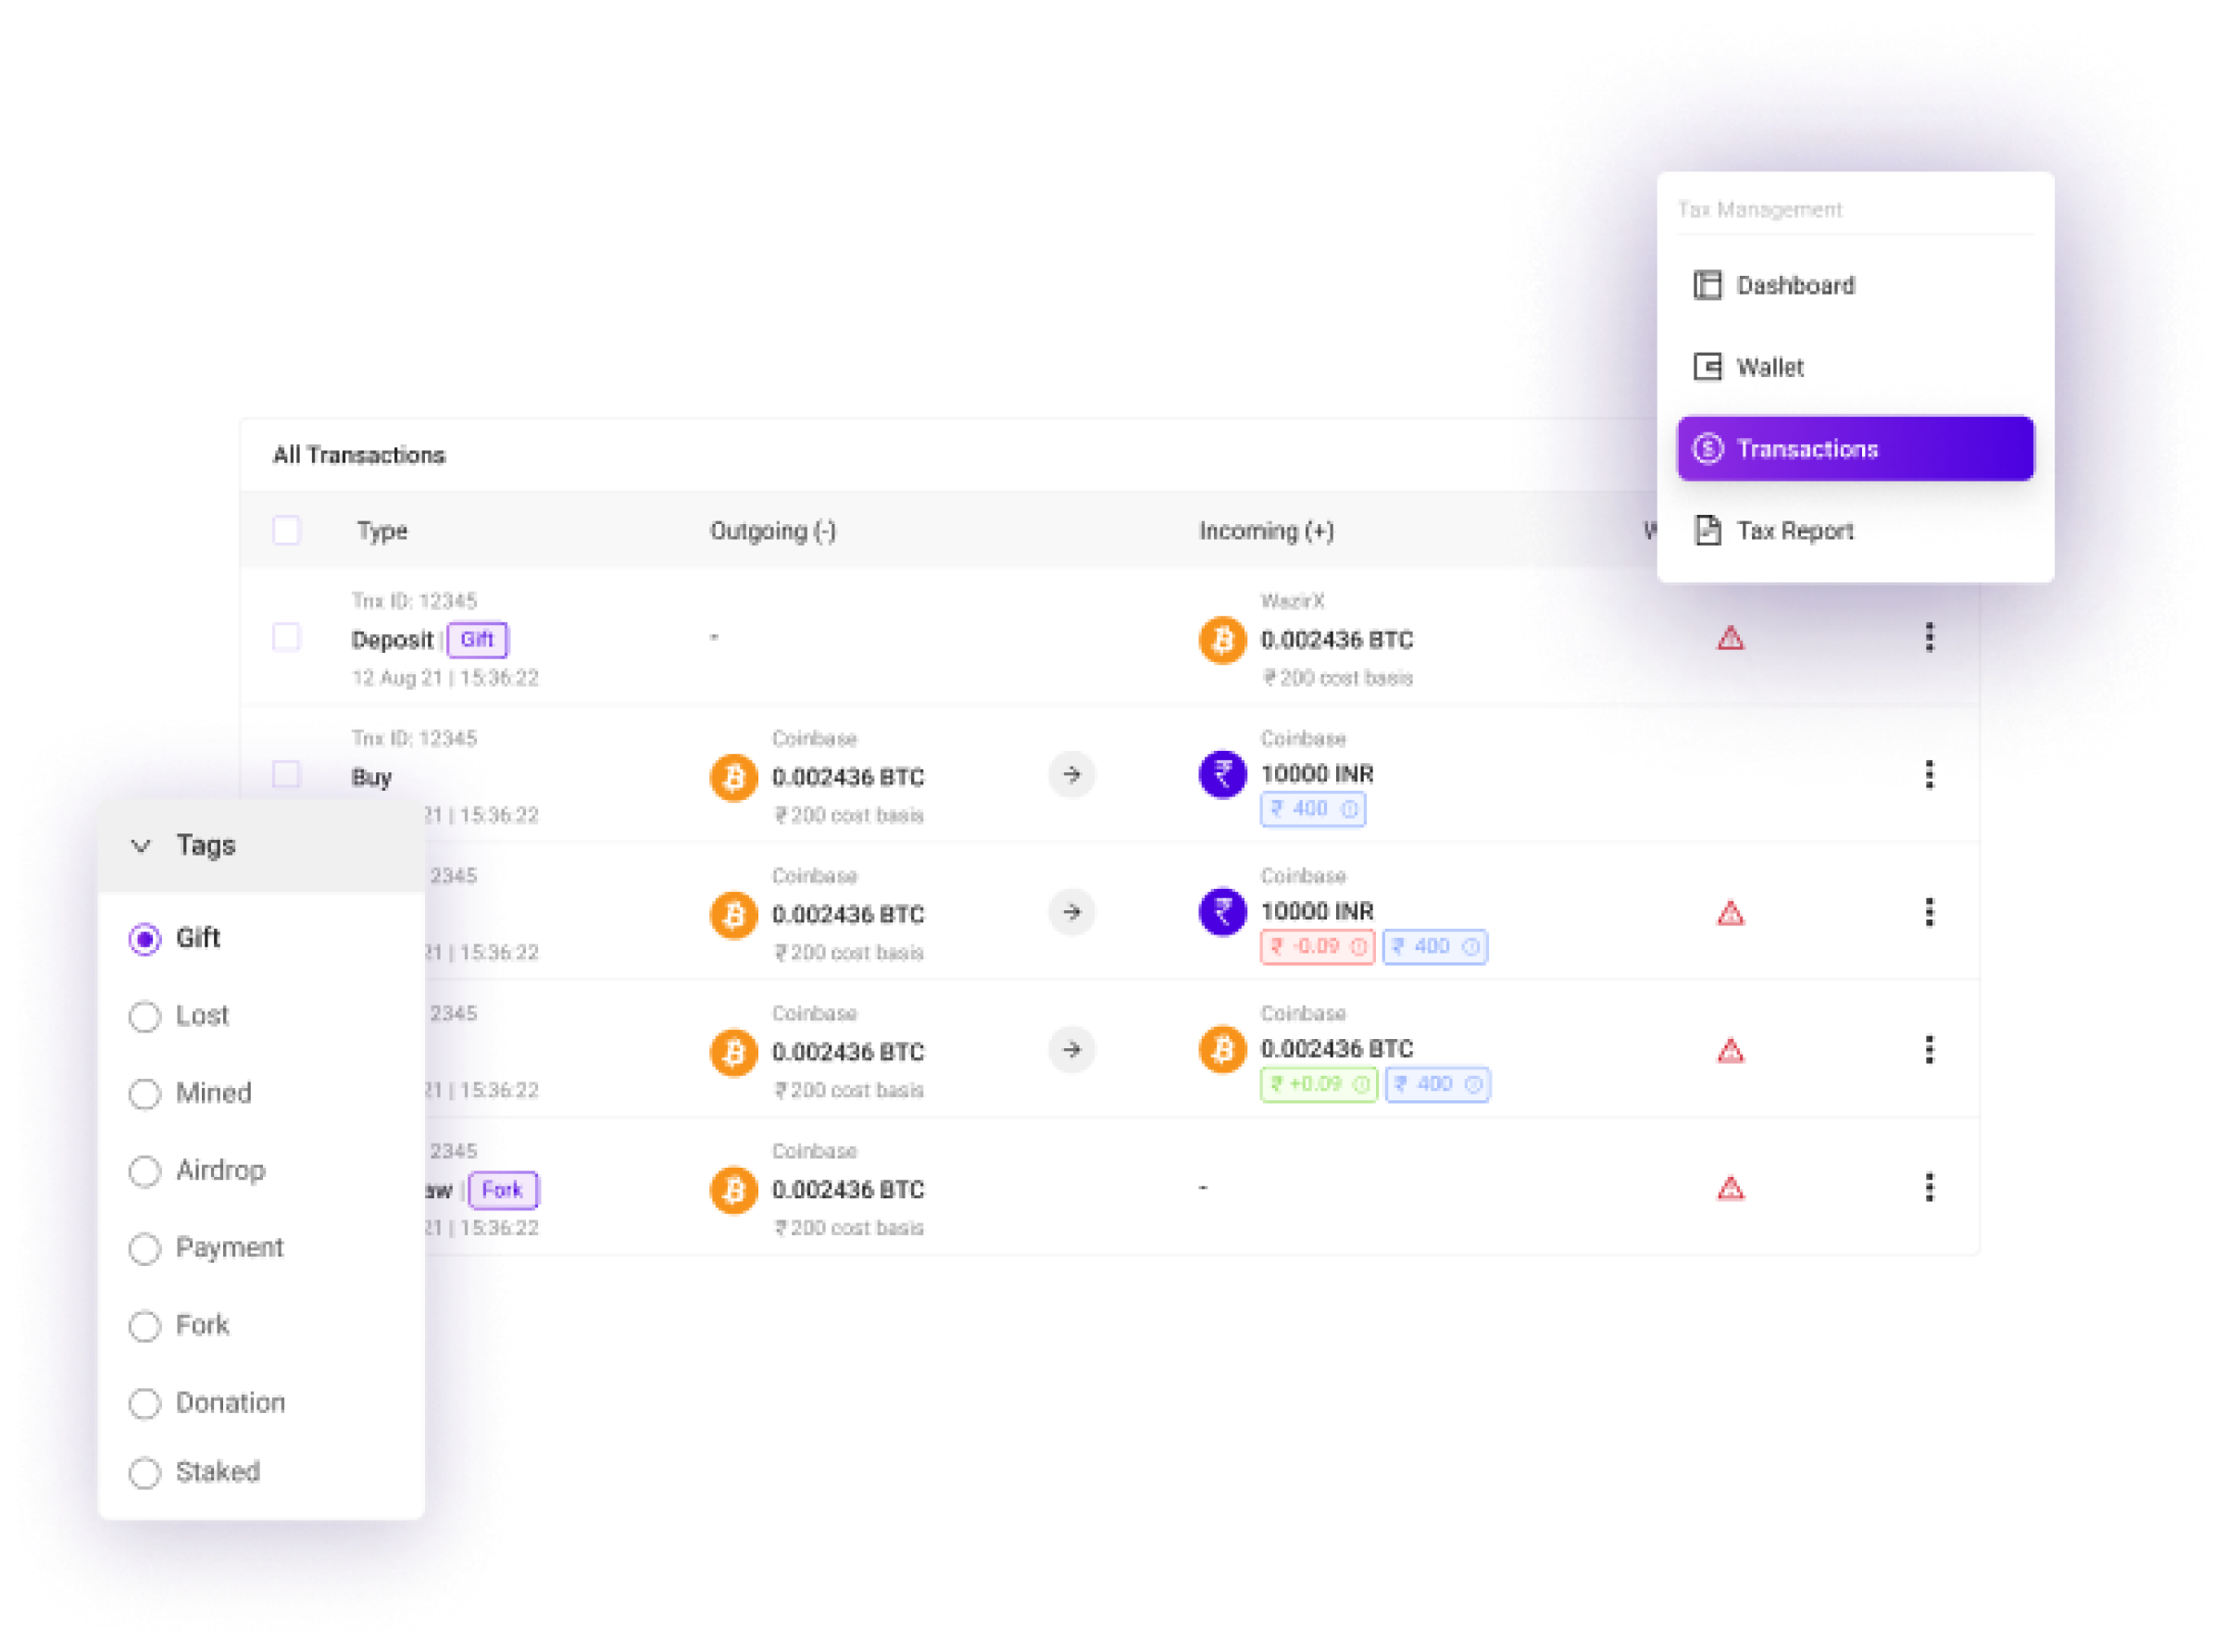 Tax Management
Dashboard
Wallet
Transactions
Tax Report
All Transactions
Type Outgoing (-) Incoming (+)
Tnx ID: 12345 WazirX
Deposit | Gift - 0.002436 BTC
12 Aug 21 | 15:36:22 ₹ 200 cost basis
Tnx ID: 12345 Coinbase Coinbase
Buy 0.002436 BTC → 10000 INR
21 | 15:36:22 ₹ 200 cost basis ₹ 400
2345 Coinbase Coinbase
0.002436 BTC → 10000 INR
21 | 15:36:22 ₹ 200 cost basis ₹ -0.09 ₹ 400
2345 Coinbase Coinbase
0.002436 BTC → 0.002436 BTC
21 | 15:36:22 ₹ 200 cost basis ₹ +0.09 ₹ 400
2345 Coinbase
aw | Fork 0.002436 BTC -
21 | 15:36:22 ₹ 200 cost basis
Tags
Gift
Lost
Mined
Airdrop
Payment
Fork
Donation
Staked